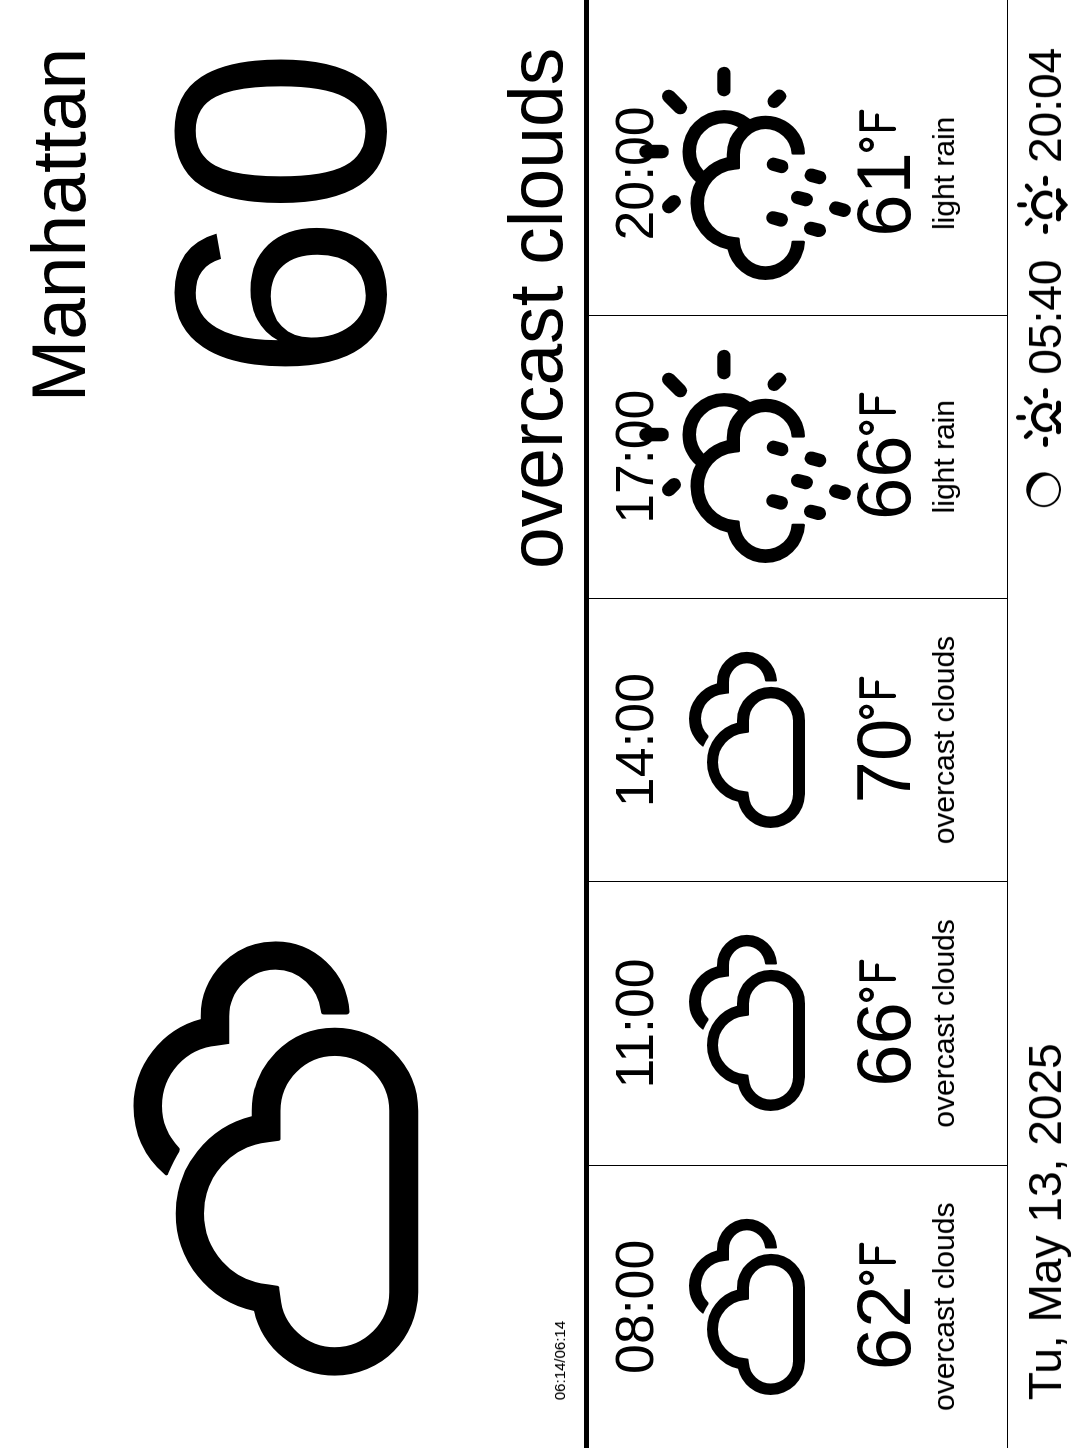 Manhattan
60
overcast clouds
06:14/06:14
08:00
62°F
overcast clouds
11:00
66°F
overcast clouds
14:00
70°F
overcast clouds
17:00
66°F
light rain
20:00
61°F
light rain
Tu, May 13, 2025
05:40
20:04